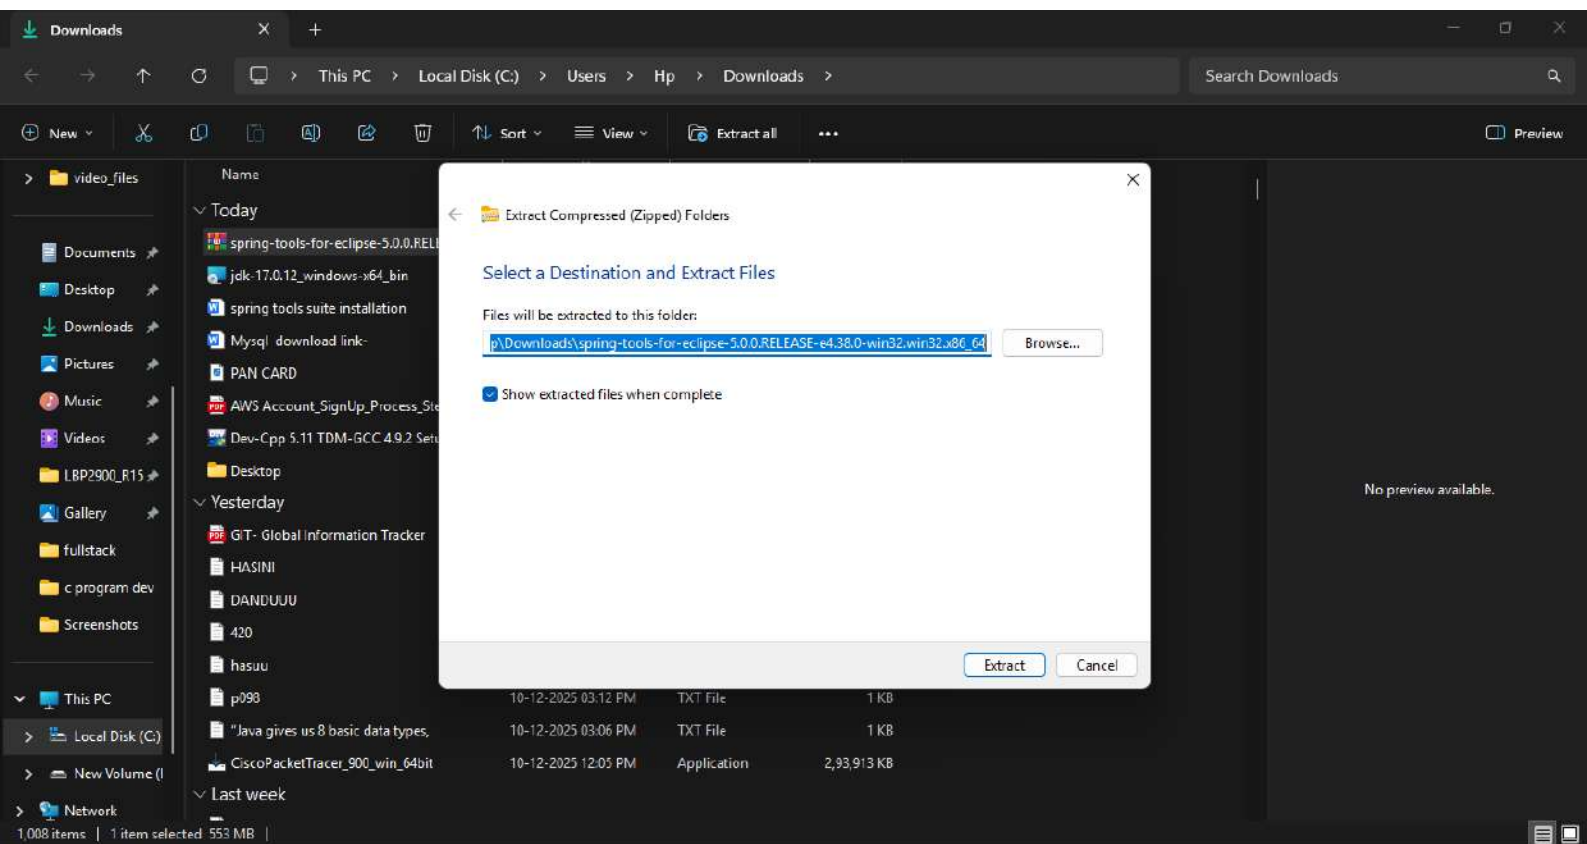 Downloads
This PC > Local Disk (C:) > Users > Hp > Downloads >
Search Downloads
New
Sort
View
Extract all
Preview
video_files
Documents
Desktop
Downloads
Pictures
Music
Videos
LBP2900_R15
Gallery
fullstack
c program dev
Screenshots
This PC
Local Disk (C:)
New Volume (
Network
Name
Today
spring-tools-for-eclipse-5.0.0.RELE
jdk-17.0.12_windows-x64_bin
spring tools suite installation
Mysql download link-
PAN CARD
AWS Account_SignUp_Process_Ste
Dev-Cpp 5.11 TDM-GCC 4.9.2 Setu
Desktop
Yesterday
GIT- Global Information Tracker
HASINI
DANDUUU
420
hasuu
p098 10-12-2025 03:12 PM TXT File 1 KB
"Java gives us 8 basic data types, 10-12-2025 03:06 PM TXT File 1 KB
CiscoPacketTracer_900_win_64bit 10-12-2025 12:05 PM Application 2,93,913 KB
Last week
Extract Compressed (Zipped) Folders
Select a Destination and Extract Files
Files will be extracted to this folder:
p\Downloads\spring-tools-for-eclipse-5.0.0.RELEASE-e4.38.0-win32.win32.x86_64
Browse...
Show extracted files when complete
Extract
Cancel
No preview available.
1,008 items | 1 item selected 553 MB |